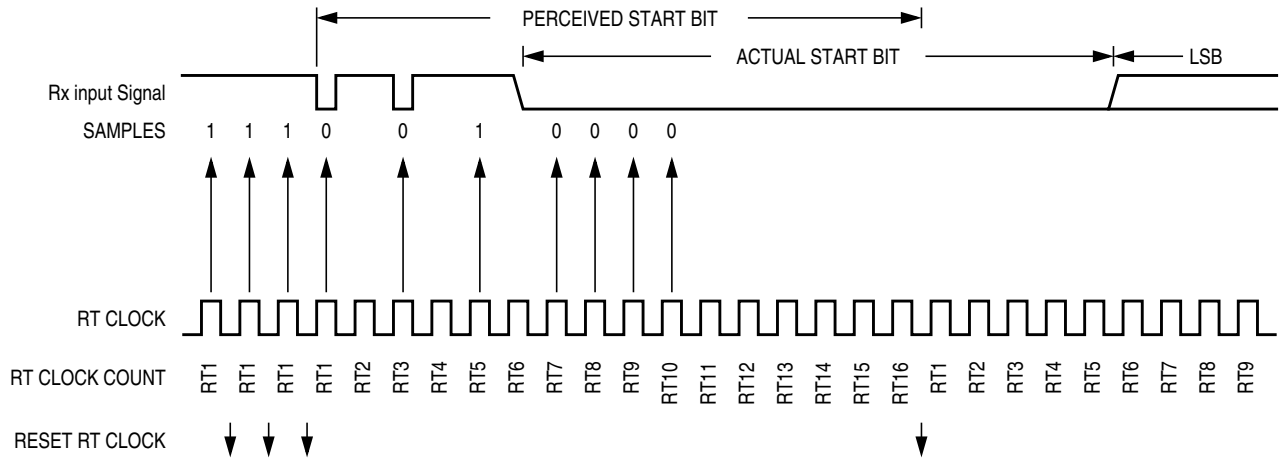 PERCEIVED START BIT
ACTUAL START BIT
LSB
Rx input Signal
SAMPLES 1 1 1 0 0 1 0 0 0 0
RT CLOCK
RT CLOCK COUNT RT1 RT1 RT1 RT1 RT2 RT3 RT4 RT5 RT6 RT7 RT8 RT9 RT10 RT11 RT12 RT13 RT14 RT15 RT16 RT1 RT2 RT3 RT4 RT5 RT6 RT7 RT8 RT9
RESET RT CLOCK